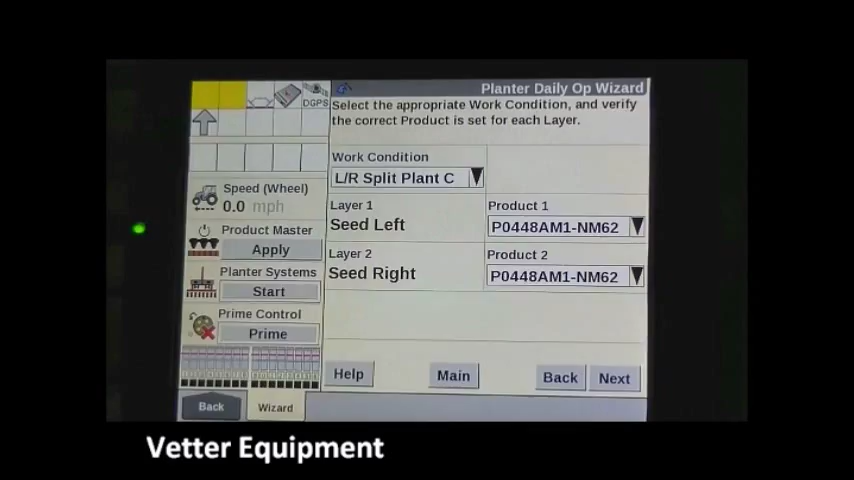 DGPS
Planter Daily Op Wizard
Select the appropriate Work Condition, and verify
the correct Product is set for each Layer.
Work Condition
L/R Split Plant C
Speed (Wheel)
0.0 mph
Layer 1
Seed Left
Product 1
P0448AM1-NM62
Product Master
Apply
Layer 2
Seed Right
Product 2
P0448AM1-NM62
Planter Systems
Start
Prime Control
Prime
Help
Main
Back
Next
Back
Wizard
Vetter Equipment